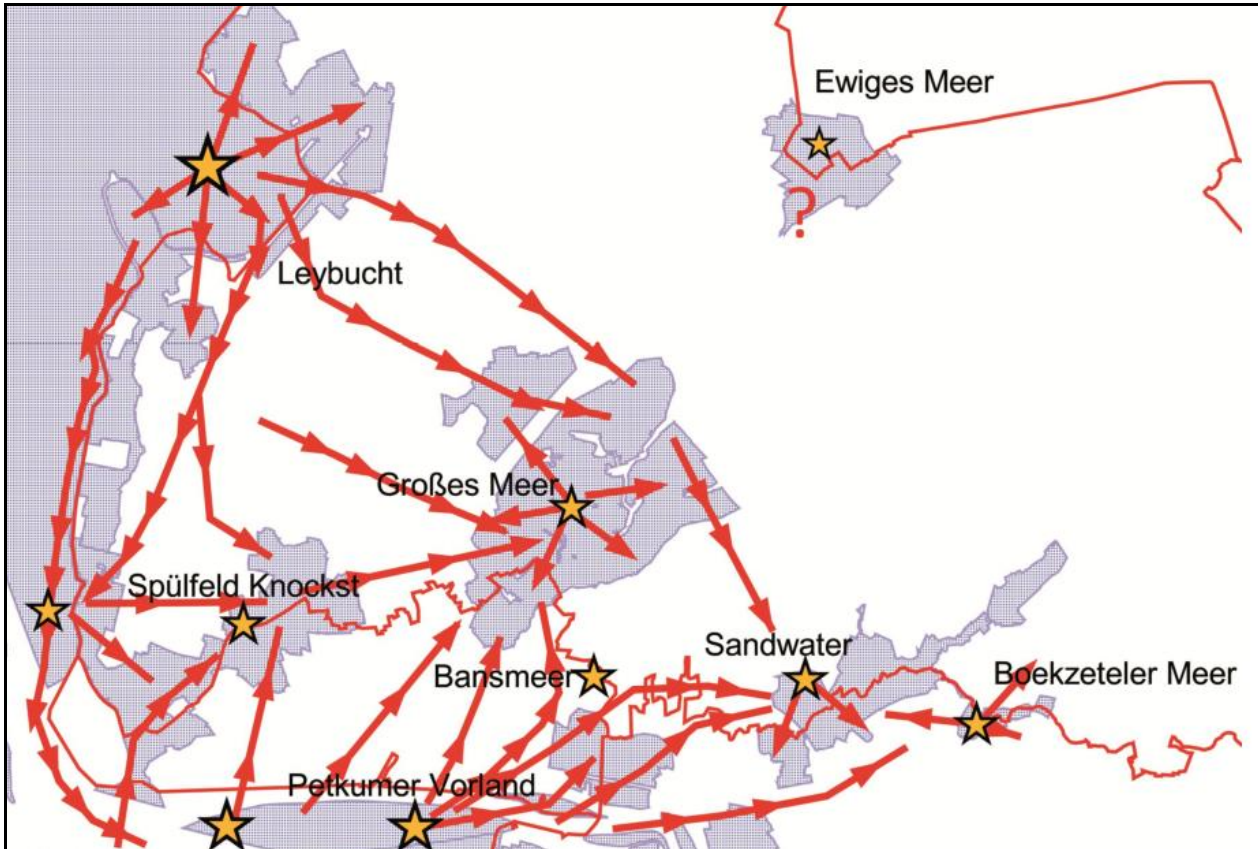 Ewiges Meer
?
Leybucht
Großes Meer
Spülfeld Knockst
Sandwater
Bansmeer
Boekzeteler Meer
Petkumer Vorland